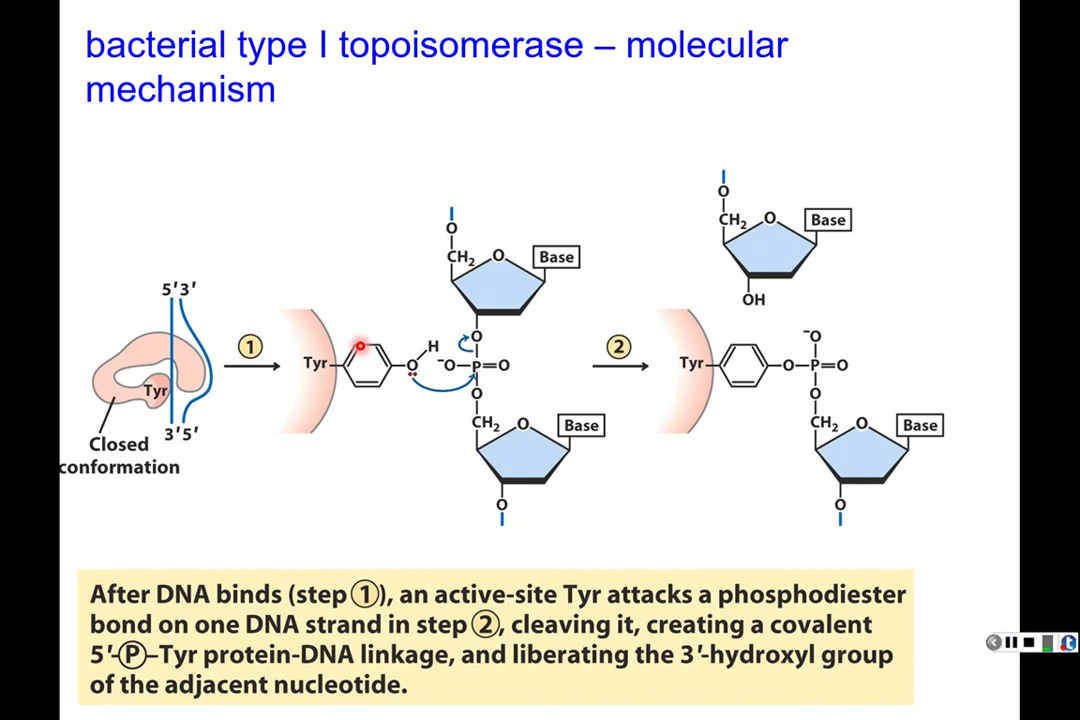 bacterial type I topoisomerase – molecular
mechanism
5'3'
Tyr
3'5'
Closed
conformation
1
Tyr
O
H
O
CH₂
O
Base
O
⁻O–P=O
O
CH₂
O
Base
O
2
O
CH₂
O
Base
OH
Tyr
⁻O
O–P=O
O
CH₂
O
Base
O
After DNA binds (step 1), an active-site Tyr attacks a phosphodiester
bond on one DNA strand in step 2, cleaving it, creating a covalent
5'-P–Tyr protein-DNA linkage, and liberating the 3'-hydroxyl group
of the adjacent nucleotide.